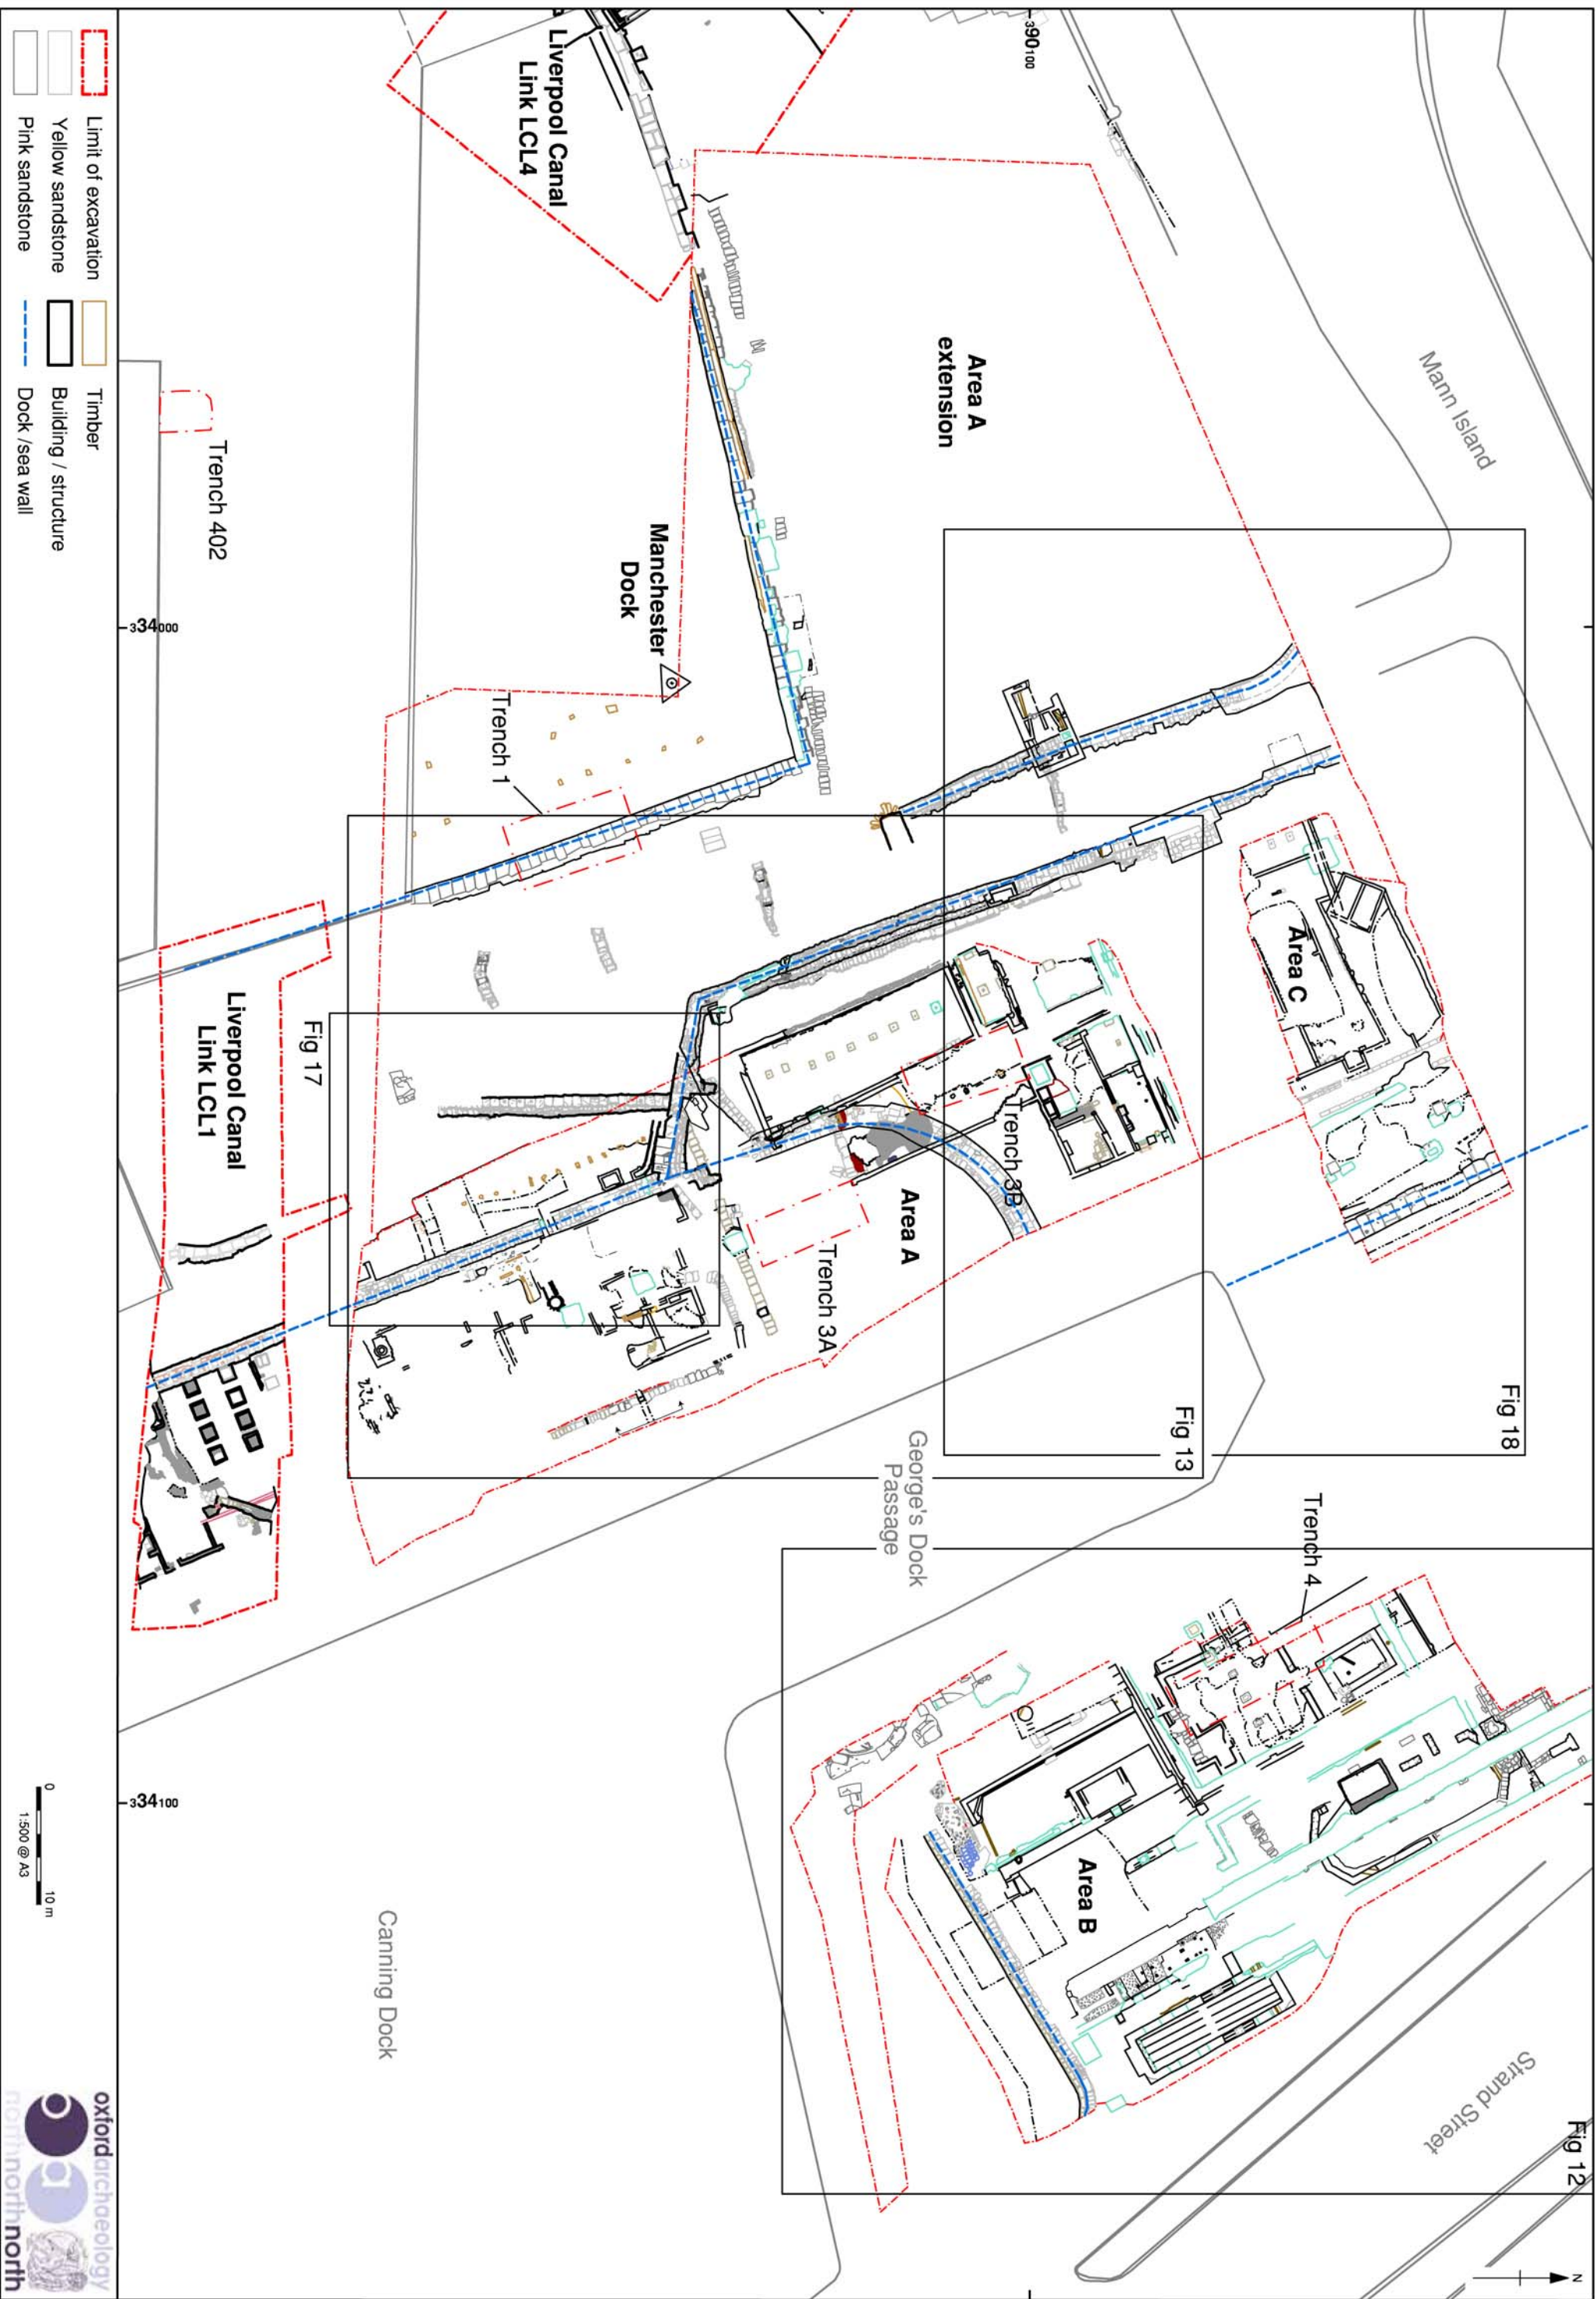 390100
Mann Island
Strand Street
Fig 12
N
Fig 18
Fig 13
Area A
extension
Area C
Trench 4
Area B
George's Dock
Passage
Liverpool Canal
Link LCL4
Manchester
Dock
Trench 3B
Area A
Trench 3A
Trench 1
Fig 17
Liverpool Canal
Link LCL1
Trench 402
Canning Dock
334000
334100
Limit of excavation
Yellow sandstone
Pink sandstone
Timber
Building / structure
Dock /sea wall
0
10 m
1:500 @ A3
oxfordarchaeology
northnorthnorth